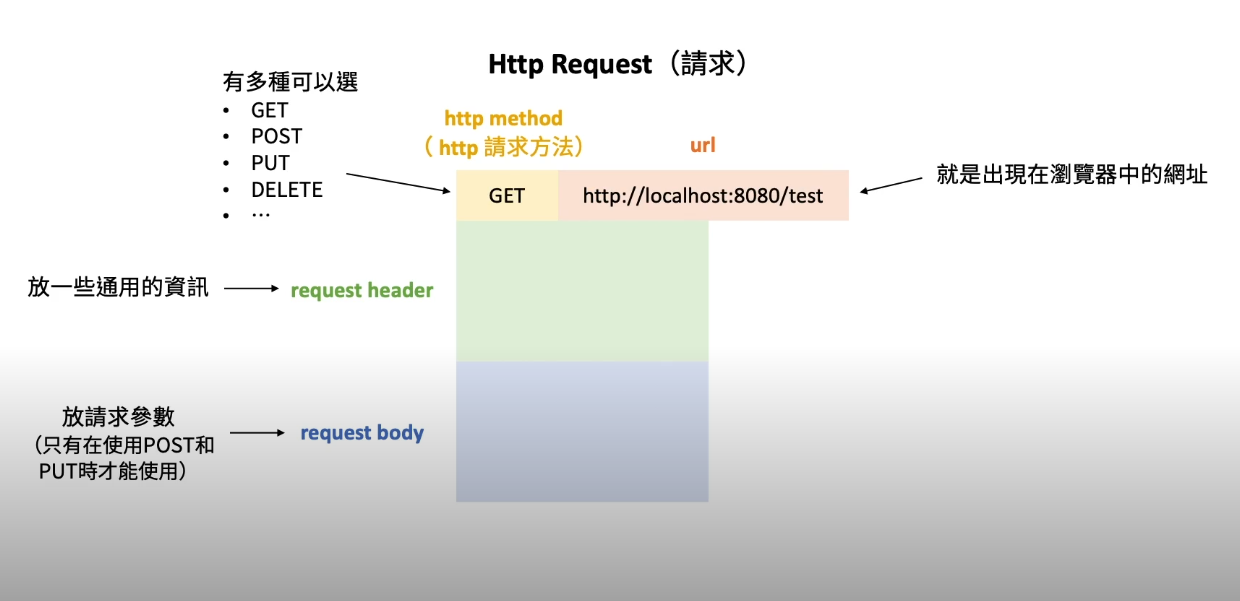 Http Request（請求）
有多種可以選
• GET
• POST
• PUT
• DELETE
• …
http method
（ http 請求方法）
url
GET
http://localhost:8080/test
就是出現在瀏覽器中的網址
放一些通用的資訊
request header
放請求參數
（只有在使用POST和
PUT時才能使用）
request body